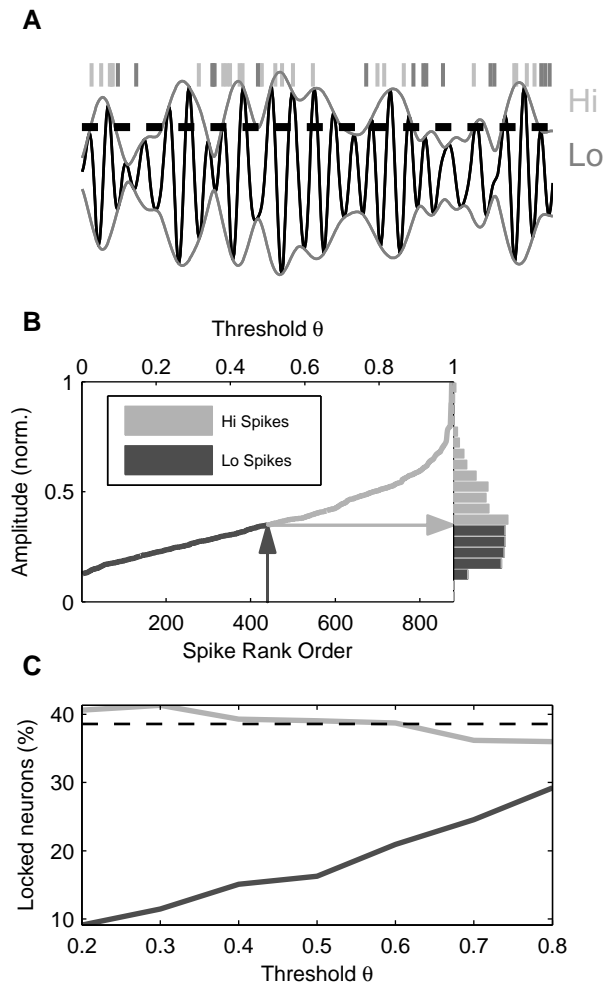 A
Hi
Lo
B
Threshold θ
0 0.2 0.4 0.6 0.8 1
1
0.5
0
Amplitude (norm.)
Hi Spikes
Lo Spikes
200 400 600 800
Spike Rank Order
C
40
30
20
10
Locked neurons (%)
0.2 0.3 0.4 0.5 0.6 0.7 0.8
Threshold θ